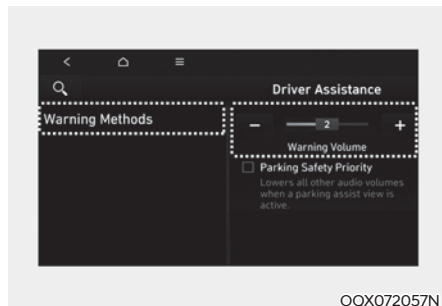 Driver Assistance
Warning Methods
2
Warning Volume
Parking Safety Priority
Lowers all other audio volumes
when a parking assist view is
active.
OOX072057N